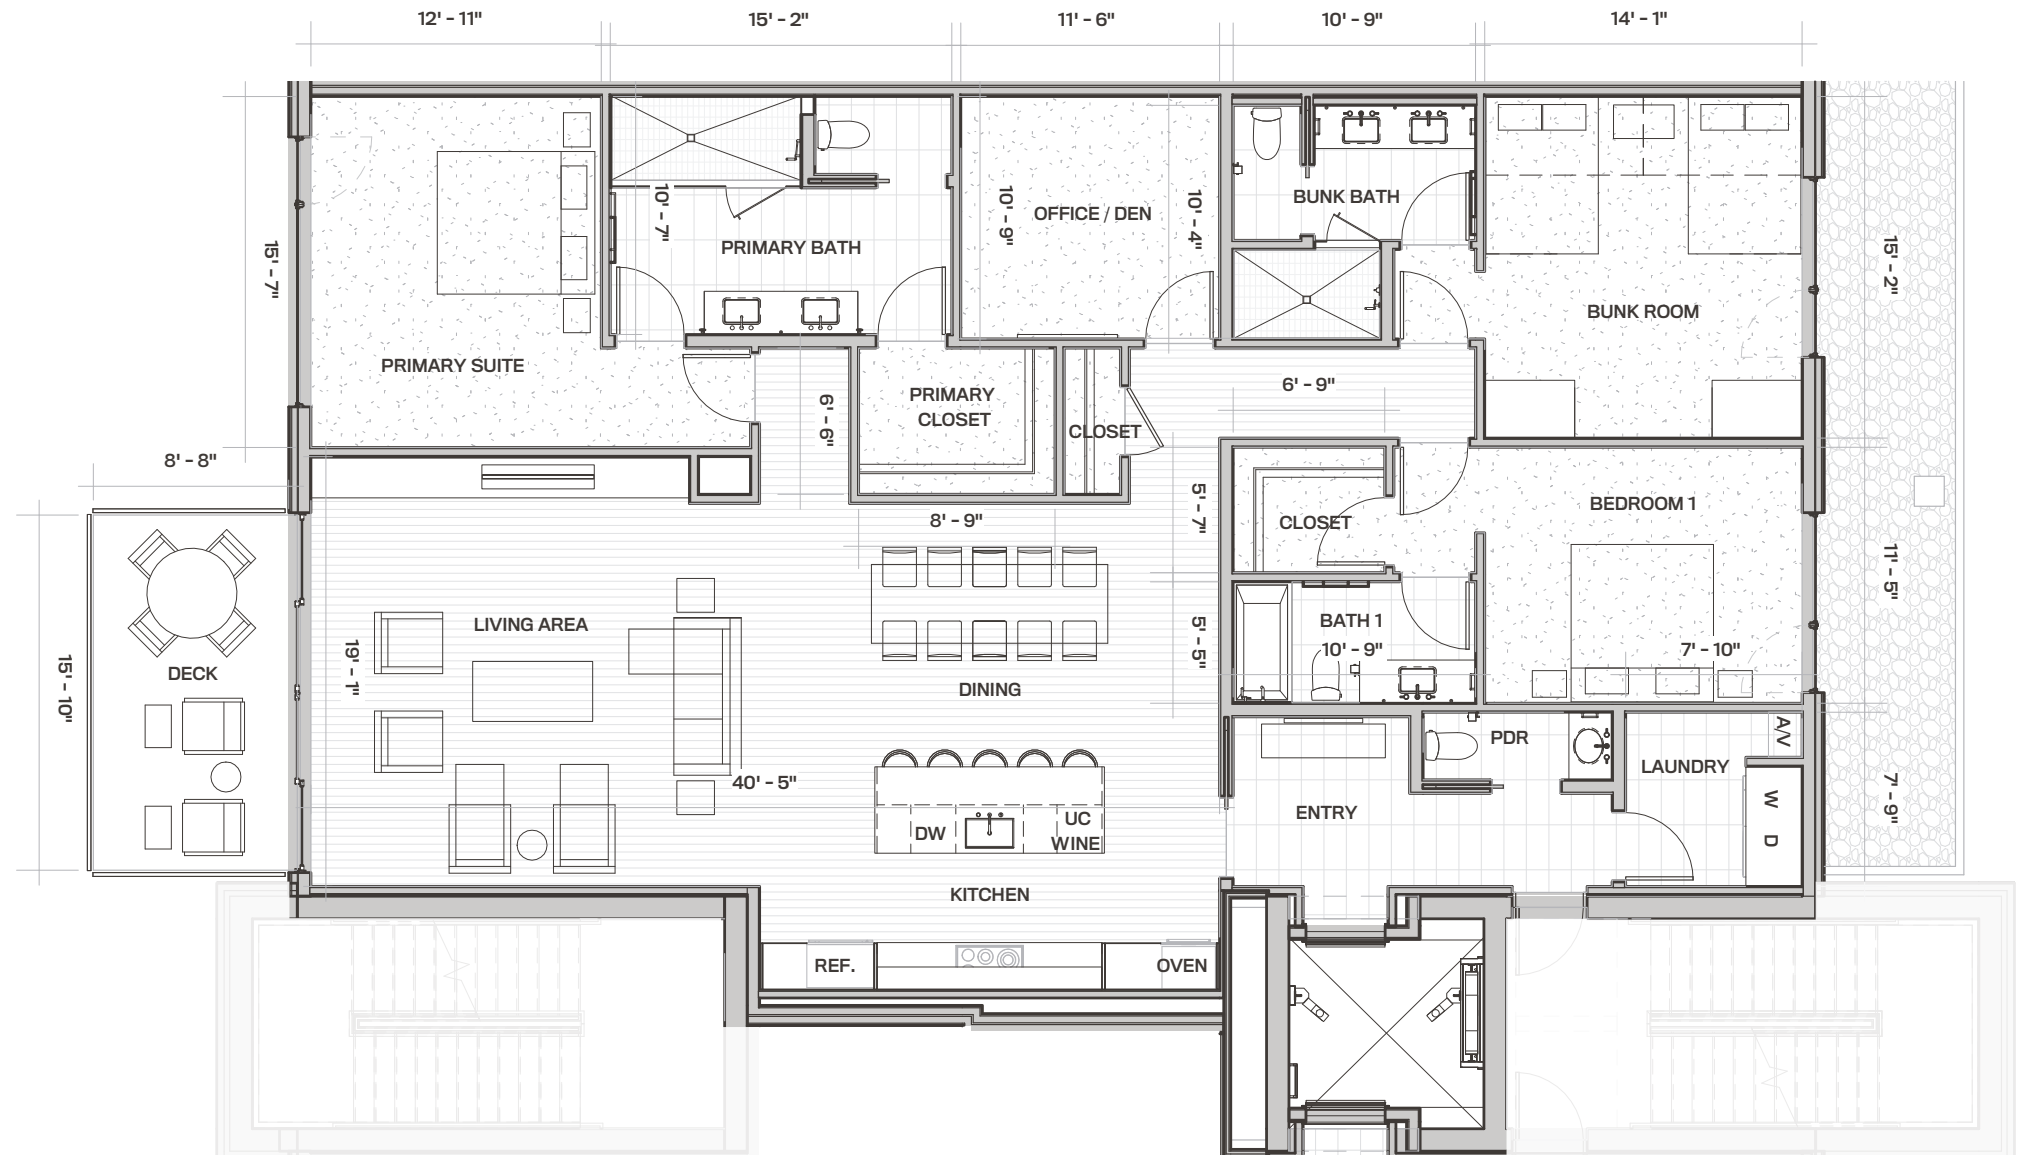 12' - 11"
15' - 2"
11' - 6"
10' - 9"
14' - 1"
15' - 7"
10' - 7"
PRIMARY BATH
PRIMARY SUITE
10' - 9"
OFFICE / DEN
10' - 4"
BUNK BATH
BUNK ROOM
15' - 2"
6' - 6"
PRIMARY
CLOSET
CLOSET
6' - 9"
8' - 8"
8' - 9"
5' - 7"
CLOSET
BEDROOM 1
11' - 5"
LIVING AREA
19' - 1"
DECK
15' - 10"
DINING
5' - 5"
BATH 1
10' - 9"
7' - 10"
40' - 5"
PDR
A/V
LAUNDRY
7' - 9"
ENTRY
W D
DW
UC
WINE
KITCHEN
REF.
OVEN